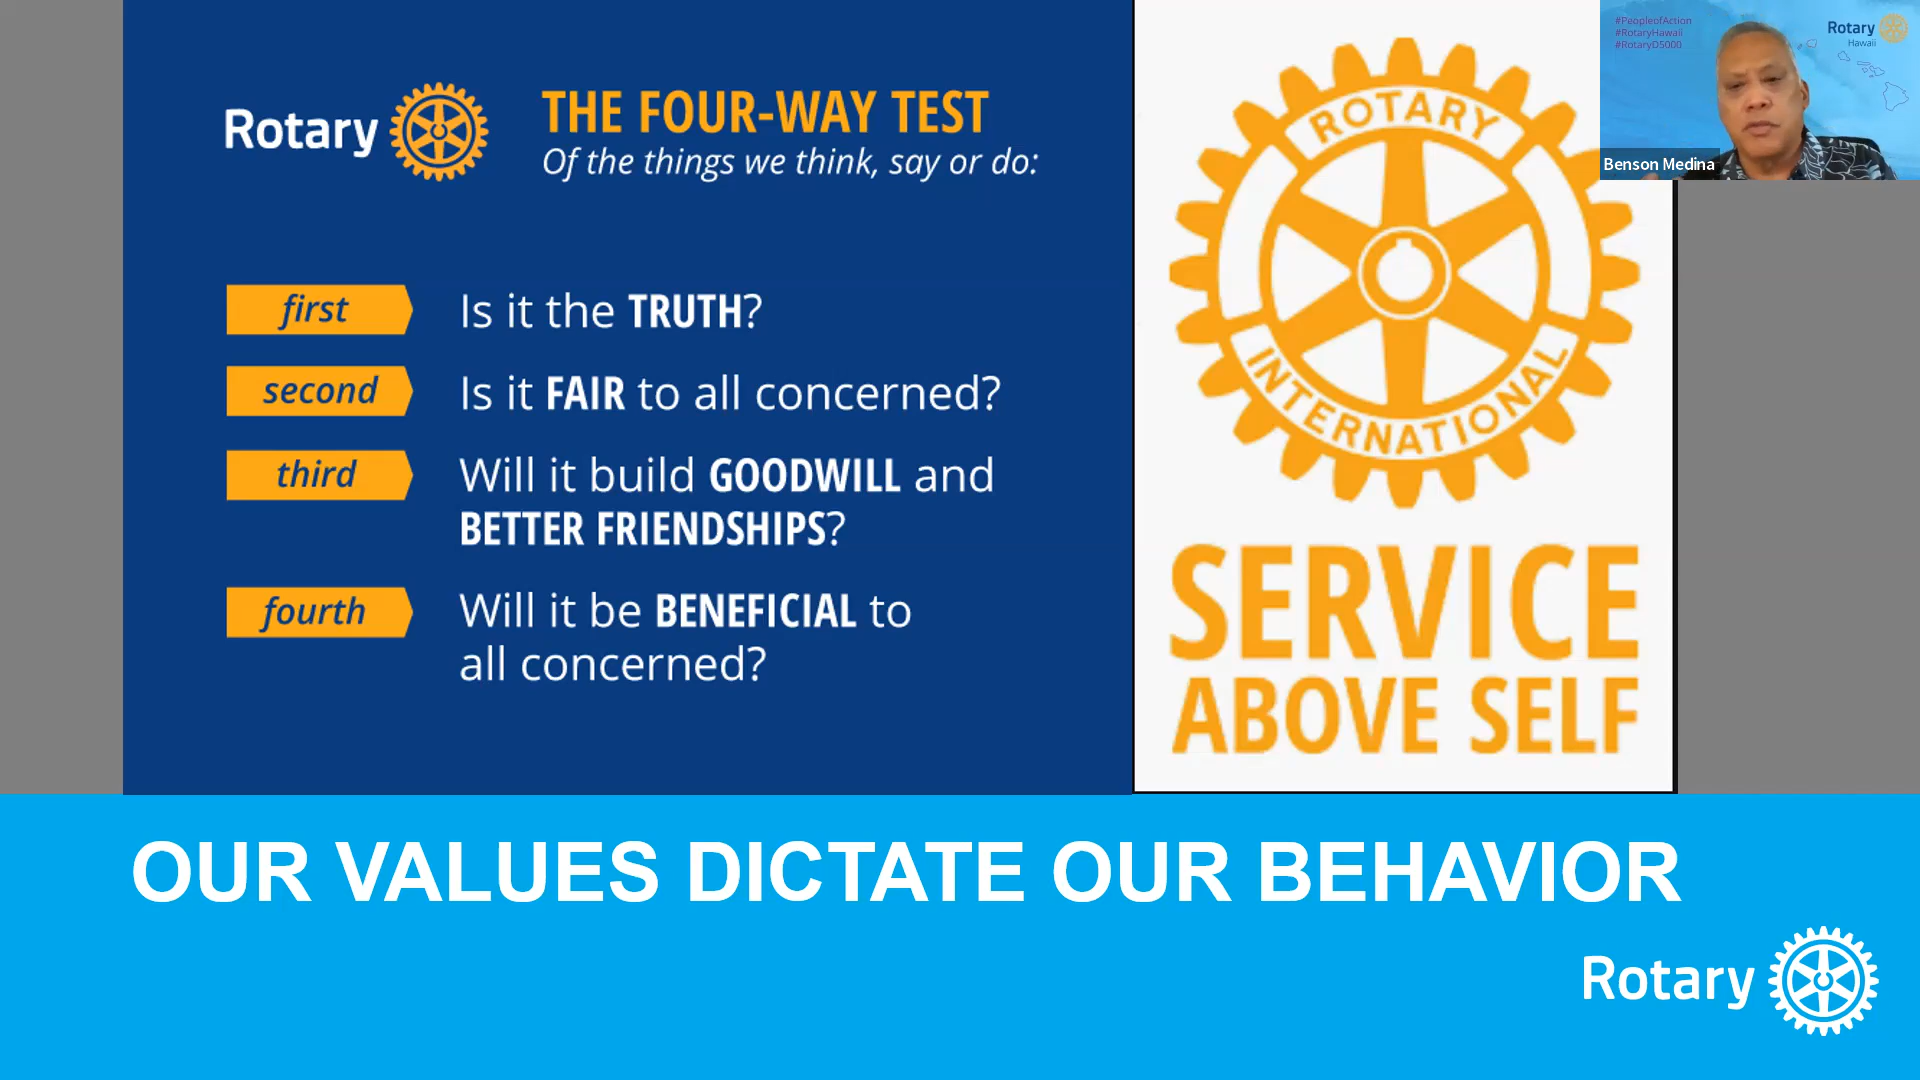 Rotary
THE FOUR-WAY TEST
Of the things we think, say or do:
first
Is it the TRUTH?
second
Is it FAIR to all concerned?
third
Will it build GOODWILL and
BETTER FRIENDSHIPS?
fourth
Will it be BENEFICIAL to
all concerned?
ROTARY
INTERNATIONAL
SERVICE
ABOVE SELF
#PeopleofAction
#RotaryHawaii
#RotaryD5000
Rotary
Hawaii
Benson Medina
OUR VALUES DICTATE OUR BEHAVIOR
Rotary